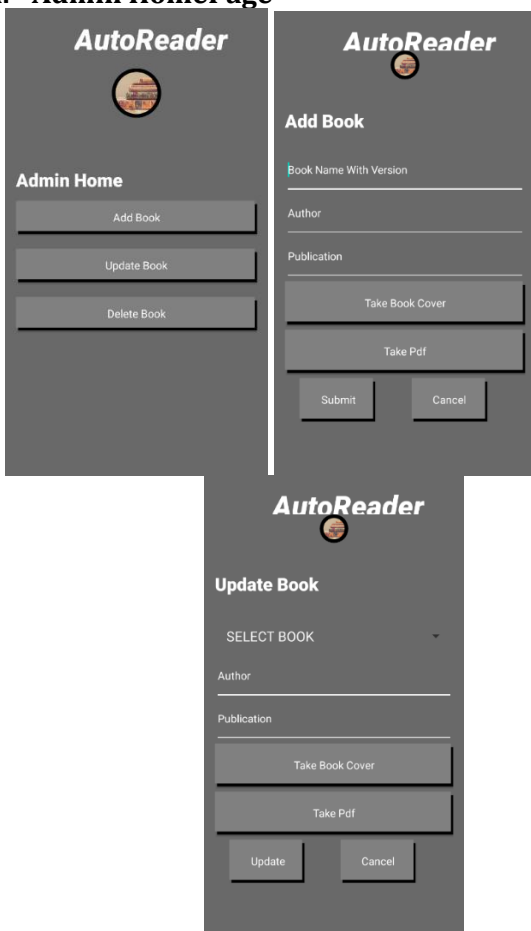 Admin HomePage
AutoReader
Admin Home
Add Book
Update Book
Delete Book
AutoReader
Add Book
Book Name With Version
Author
Publication
Take Book Cover
Take Pdf
Submit Cancel
AutoReader
Update Book
SELECT BOOK
Author
Publication
Take Book Cover
Take Pdf
Update Cancel